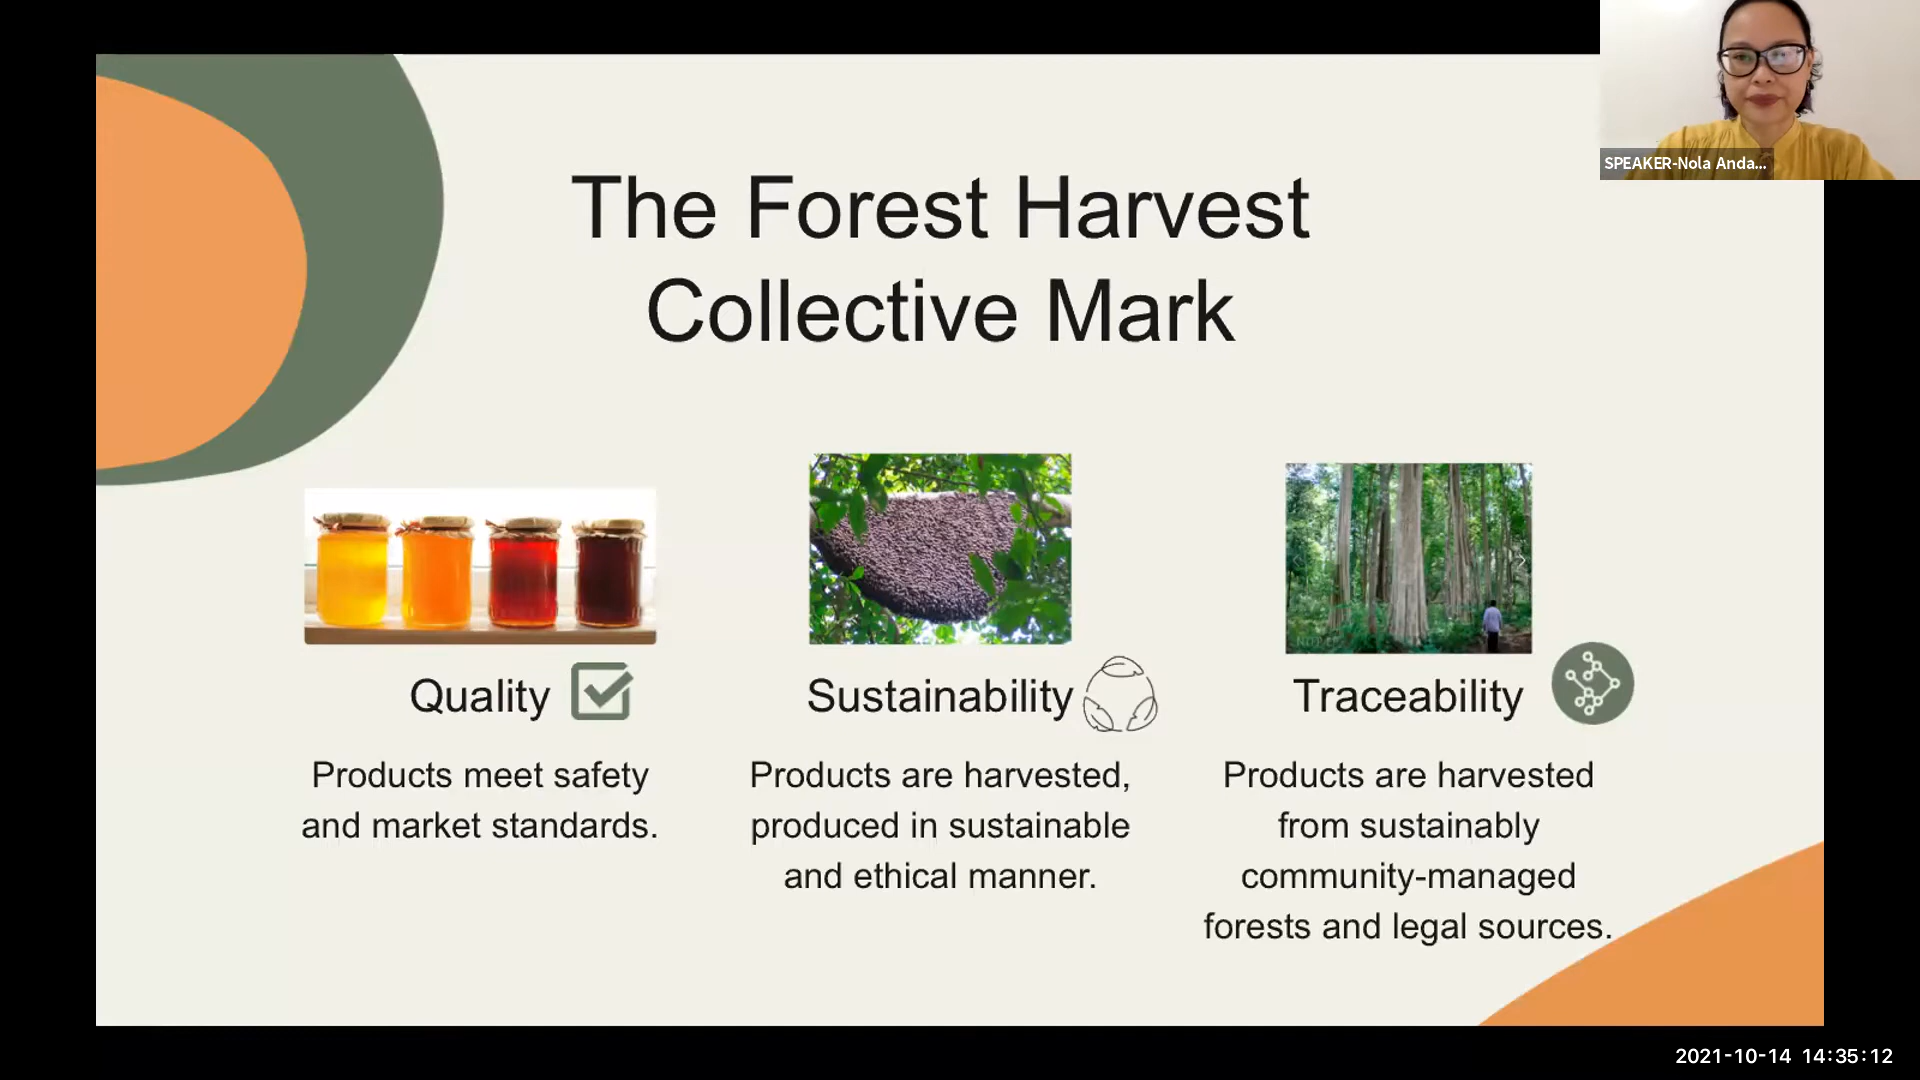 SPEAKER-Nola Anda...
The Forest Harvest
Collective Mark
Quality
Products meet safety
and market standards.
Sustainability
Products are harvested,
produced in sustainable
and ethical manner.
Traceability
Products are harvested
from sustainably
community-managed
forests and legal sources.
2021-10-14 14:35:12